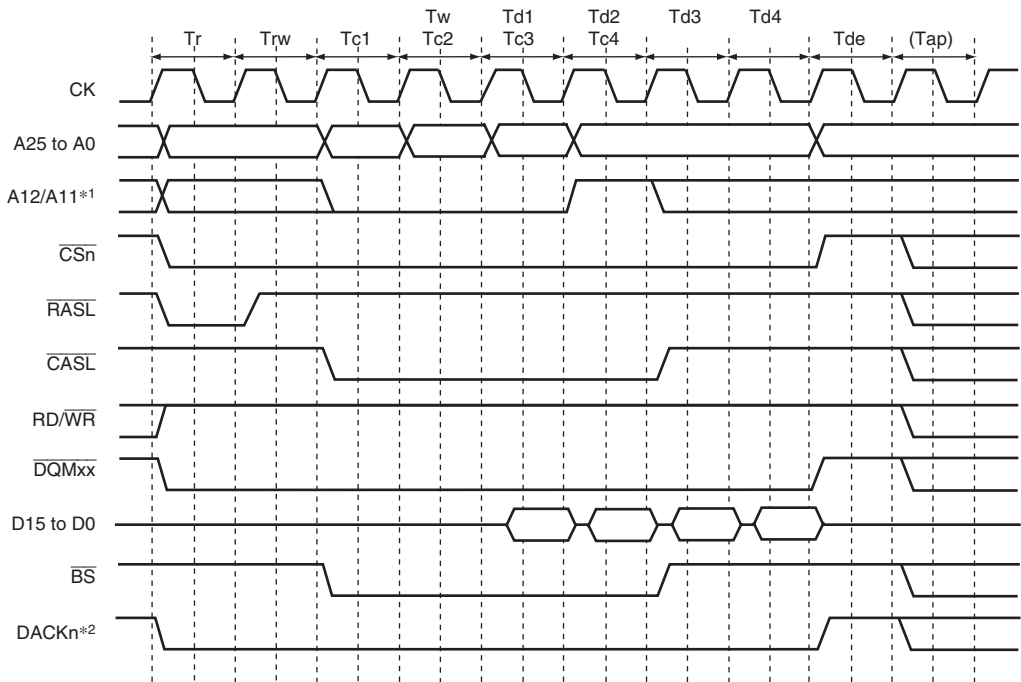 Tw Td1 Td2 Td3 Td4
Tr Trw Tc1 Tc2 Tc3 Tc4 Tde (Tap)
CK
A25 to A0
A12/A11*1
CSn
RASL
CASL
RD/WR
DQMxx
D15 to D0
BS
DACKn*2